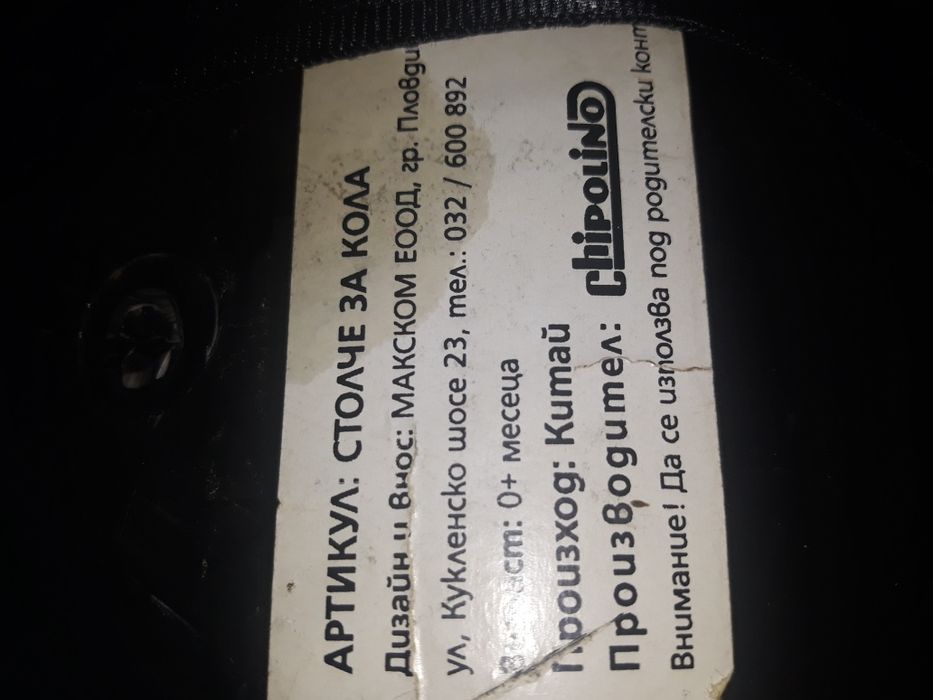 АРТИКУЛ: СТОЛЧЕ ЗА КОЛА
Дизайн и внос: МАКСКОМ ЕООД, гр. Пловди
ул, Кукленско шосе 23, тел.: 032 / 600 892
Възраст: 0+ месеца
Произход: Китай
Производител: Chipolino
Внимание! Да се използва под родителски конт